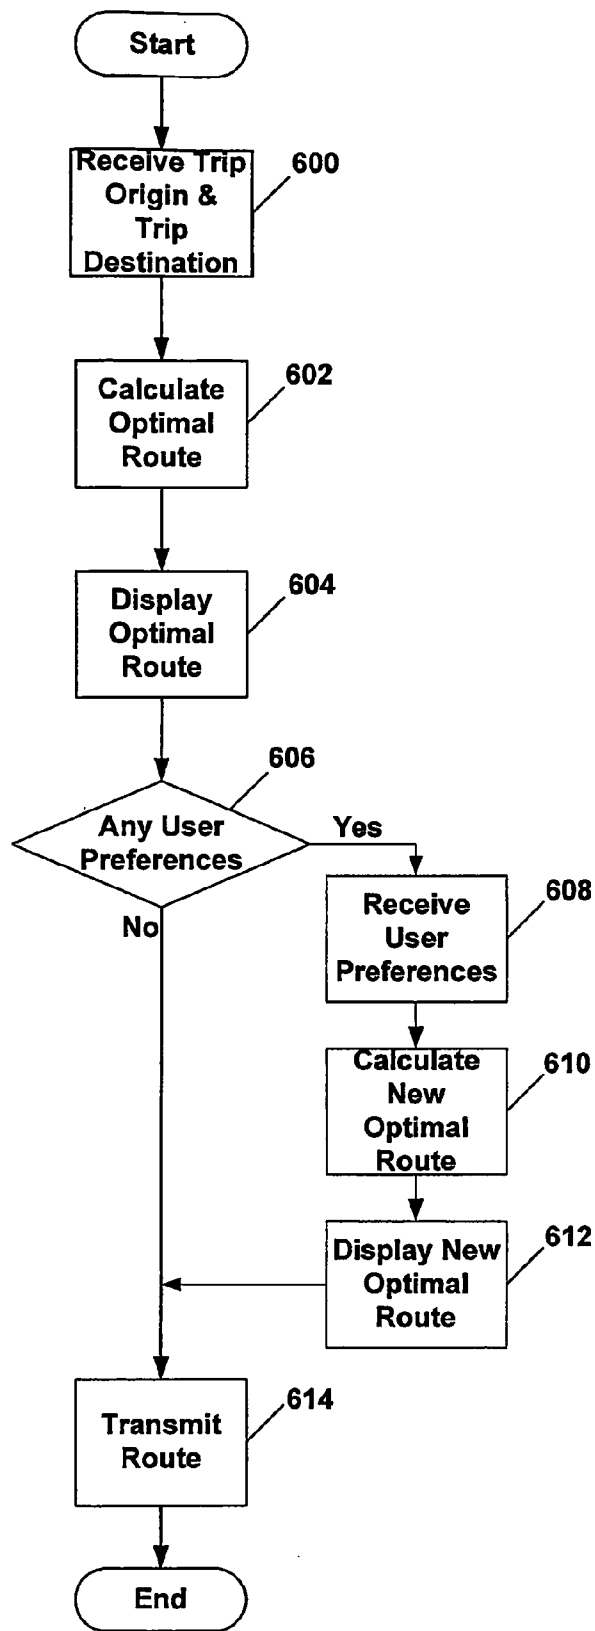 Start
Receive Trip
Origin &
Trip
Destination
600
Calculate
Optimal
Route
602
Display
Optimal
Route
604
Any User
Preferences
606
Yes
No
Receive
User
Preferences
608
Calculate
New
Optimal
Route
610
Display New
Optimal
Route
612
Transmit
Route
614
End